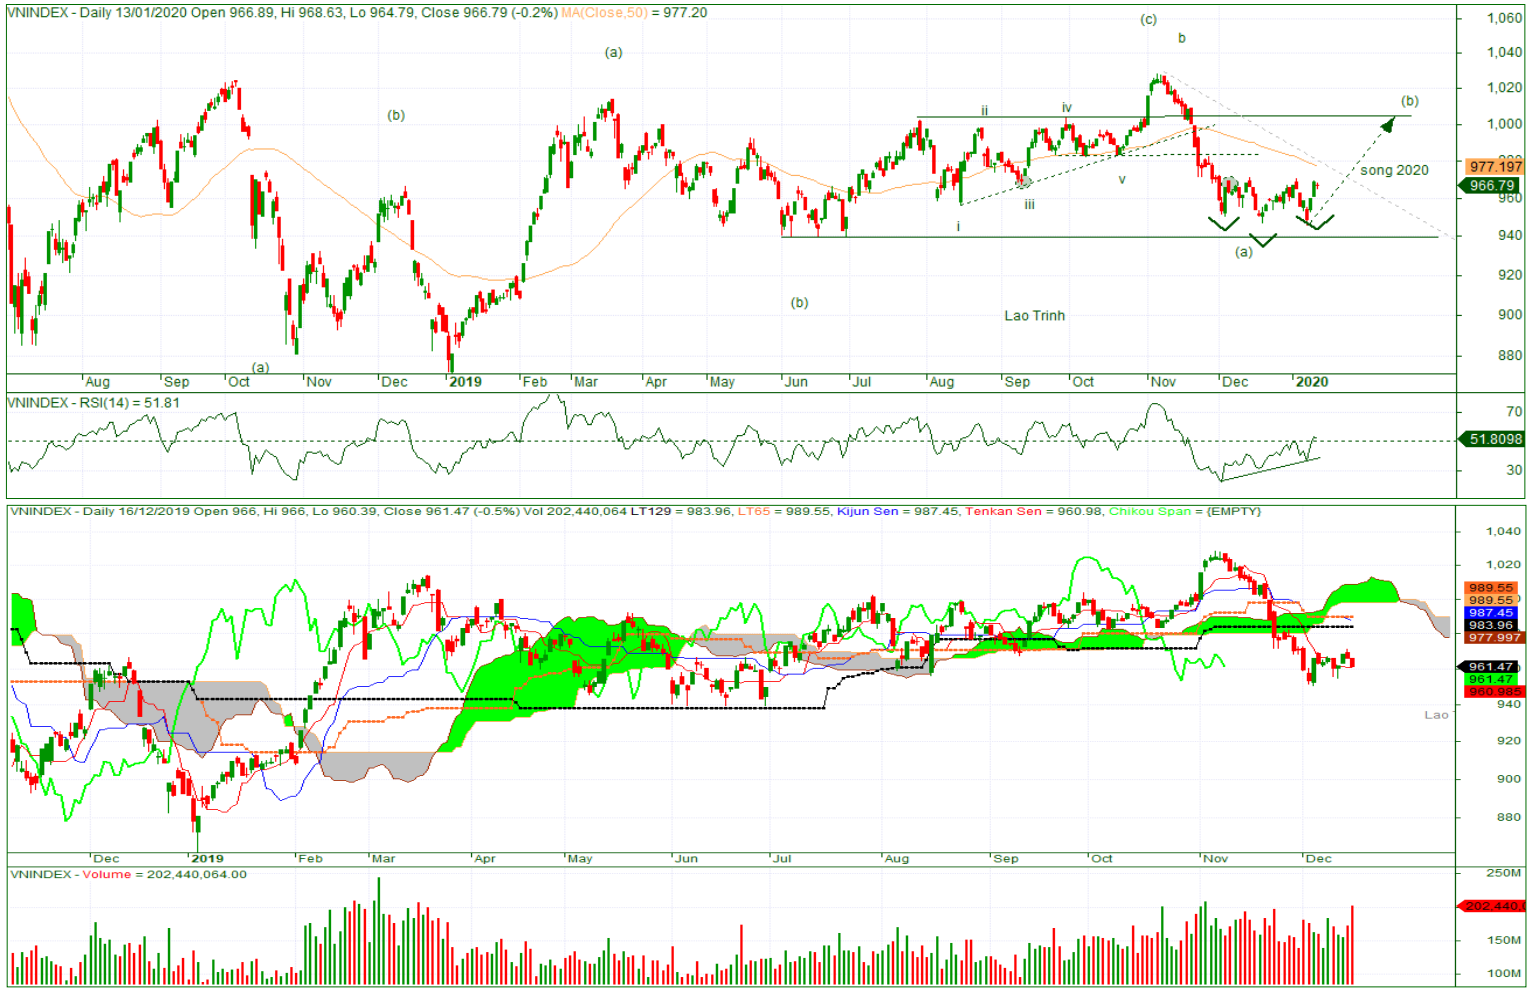 VNINDEX - Daily 13/01/2020 Open 966.89, Hi 968.63, Lo 964.79, Close 966.79 (-0.2%) MA(Close,50) = 977.20
(c)
1,060
b
(a)
1,040
1,020
(b)
(b)
ii
iv
1,000
977.197
song 2020
966.79
v
960
iii
i
940
(a)
920
(b)
Lao Trinh
900
(a)
880
Aug Sep Oct Nov Dec 2019 Feb Mar Apr May Jun Jul Aug Sep Oct Nov Dec 2020
VNINDEX - RSI(14) = 51.81
70
51.8098
30
VNINDEX - Daily 16/12/2019 Open 966, Hi 966, Lo 960.39, Close 961.47 (-0.5%) Vol 202,440,064 LT129 = 983.96, LT65 = 989.55, Kijun Sen = 987.45, Tenkan Sen = 960.98, Chikou Span = {EMPTY}
1,040
1,020
989.55
989.55
987.45
983.96
977.997
961.47
961.47
960.985
940
Lao
920
900
880
Dec 2019 Feb Mar Apr May Jun Jul Aug Sep Oct Nov Dec
VNINDEX - Volume = 202,440,064.00
250M
202,440,0
150M
100M